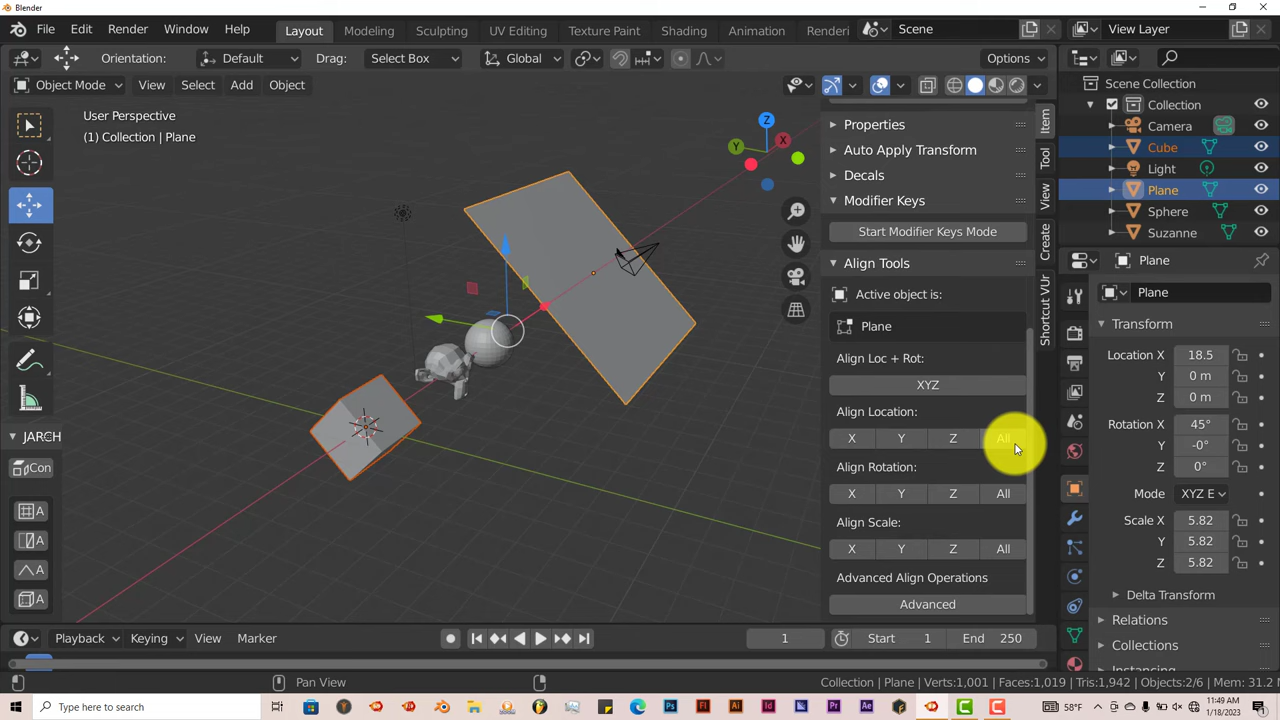 Blender
File Edit Render Window Help Layout Modeling Sculpting UV Editing Texture Paint Shading Animation Renderi Scene View Layer
Orientation: Default Drag: Select Box Global Options
Object Mode View Select Add Object
User Perspective
(1) Collection | Plane
Z
X
Y
JARCH
Con
A
A
A
A
Properties
Auto Apply Transform
Decals
Modifier Keys
Start Modifier Keys Mode
Align Tools
Active object is:
Plane
Align Loc + Rot:
XYZ
Align Location:
X Y Z All
Align Rotation:
X Y Z All
Align Scale:
X Y Z All
Advanced Align Operations
Advanced
Item
Tool
View
Create
Shortcut VUr
Scene Collection
Collection
Camera
Cube
Light
Plane
Sphere
Suzanne
Plane
Plane
Transform
Location X 18.5
Y 0 m
Z 0 m
Rotation X 45°
Y -0°
Z 0°
Mode XYZ E
Scale X 5.82
Y 5.82
Z 5.82
Delta Transform
Relations
Collections
Instancing
Playback Keying View Marker 1 Start 1 End 250
Pan View Collection | Plane Verts:1,001 | Faces:1,019 | Tris:1,942 | Objects:2/6 | Mem: 31.2 M
Type here to search 58°F 11:49 AM
1/18/2023